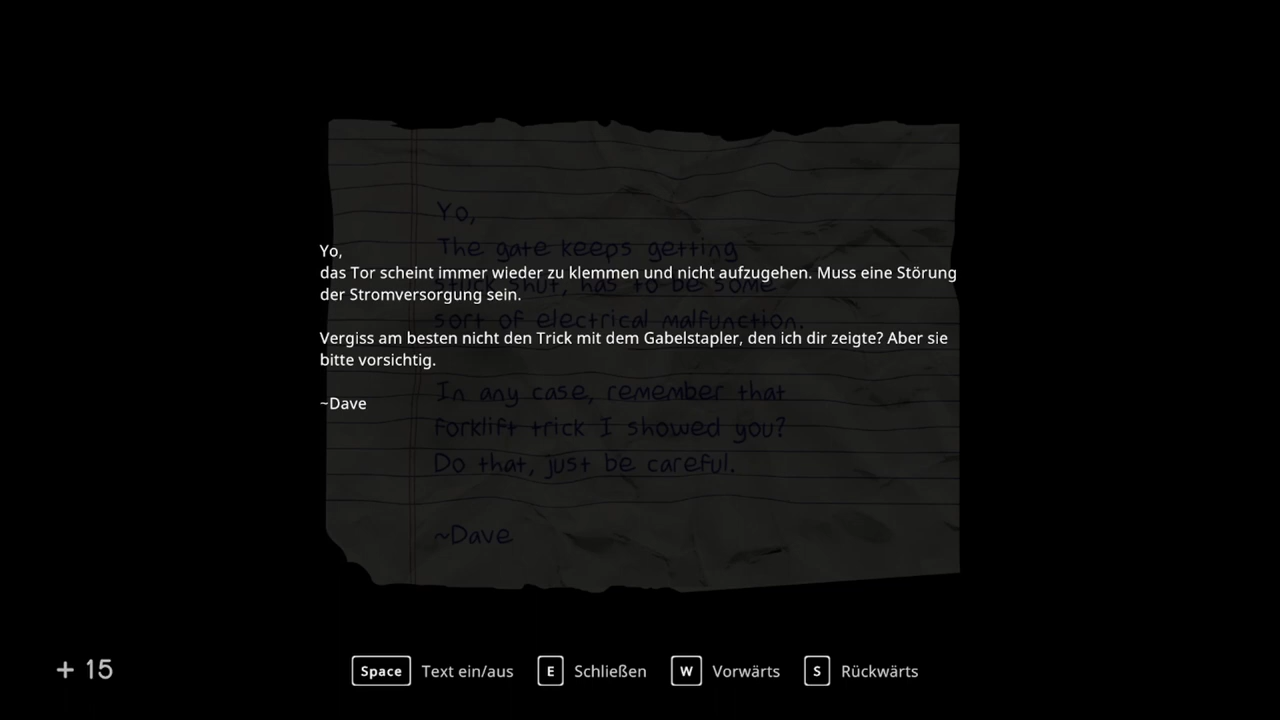 Yo,
The gate keeps getting
stuck shut, has to be some
sort of electrical malfunction.
In any case, remember that
forklift trick I showed you?
Do that, just be careful.
~Dave
Yo,
das Tor scheint immer wieder zu klemmen und nicht aufzugehen. Muss eine Störung
der Stromversorgung sein.
Vergiss am besten nicht den Trick mit dem Gabelstapler, den ich dir zeigte? Aber sie
bitte vorsichtig.
~Dave
+ 15
Space Text ein/aus E Schließen W Vorwärts S Rückwärts